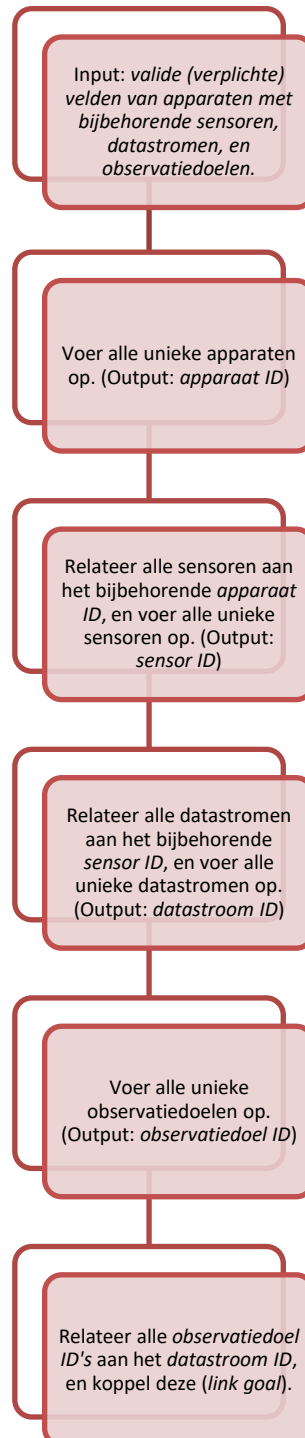 Input: valide (verplichte)
velden van apparaten met
bijbehorende sensoren,
datastromen, en
observatiedoelen.
Voer alle unieke apparaten
op. (Output: apparaat ID)
Relateer alle sensoren aan
het bijbehorende apparaat
ID, en voer alle unieke
sensoren op. (Output:
sensor ID)
Relateer alle datastromen
aan het bijbehorende
sensor ID, en voer alle
unieke datastromen op.
(Output: datastroom ID)
Voer alle unieke
observatiedoelen op.
(Output: observatiedoel ID)
Relateer alle observatiedoel
ID's aan het datastroom ID,
en koppel deze (link goal).